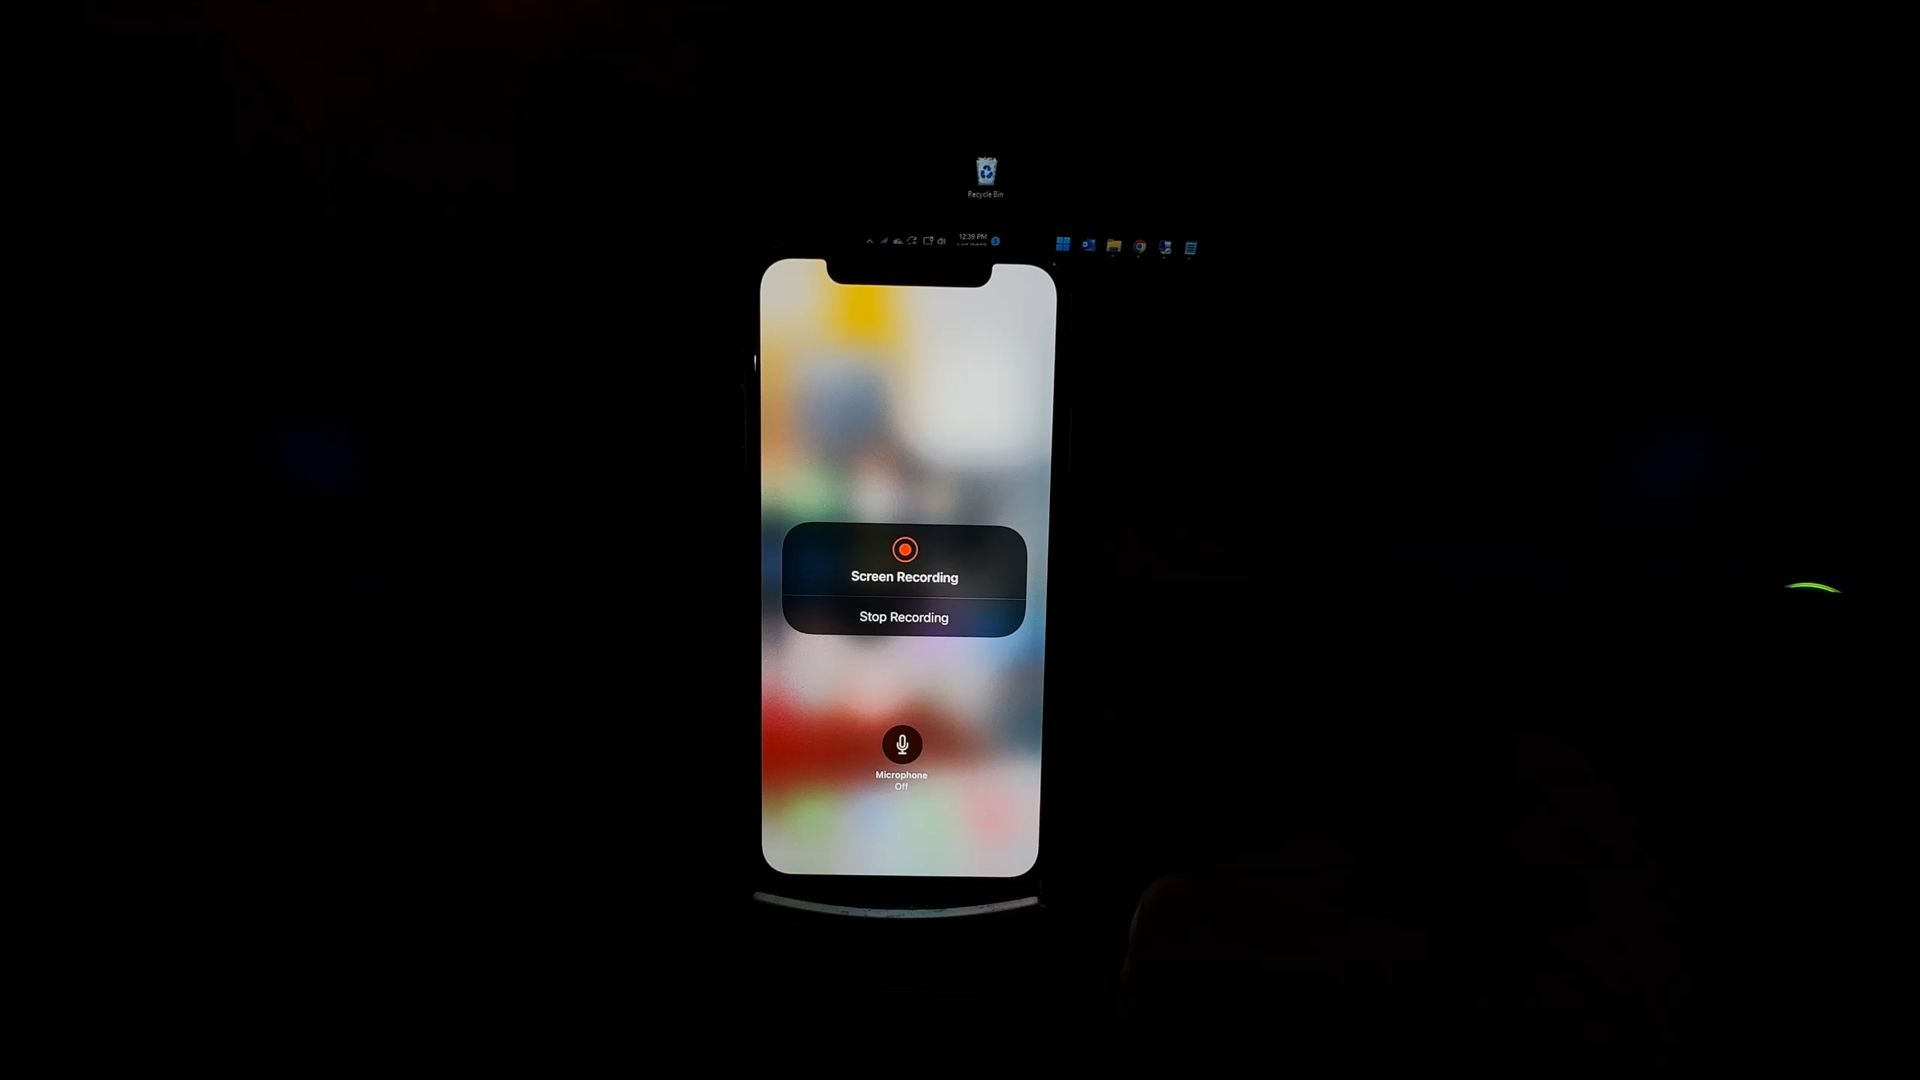 Recycle Bin
12:39 PM
Screen Recording
Stop Recording
Microphone
Off